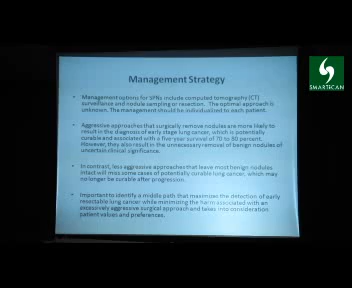 Management Strategy
• Management options for SPNs include computed tomography (CT)
surveillance and nodule sampling or resection. The optimal approach is
unknown. The management should be individualized to each patient.
• Aggressive approaches that surgically remove nodules are more likely to
result in the diagnosis of early stage lung cancer, which is potentially
curable and associated with a five-year survival of 70 to 80 percent.
However, they also result in the unnecessary removal of benign nodules
of uncertain clinical significance.
• In contrast, less aggressive approaches that leave most benign nodules
intact will miss some cases of potentially curable lung cancer, which may
no longer be curable after progression.
• Important to identify a middle path that maximizes the detection of early
resectable lung cancer while minimizing the harm associated with an
excessively aggressive surgical approach and takes into consideration
patient values and preferences.
SMARTECAN